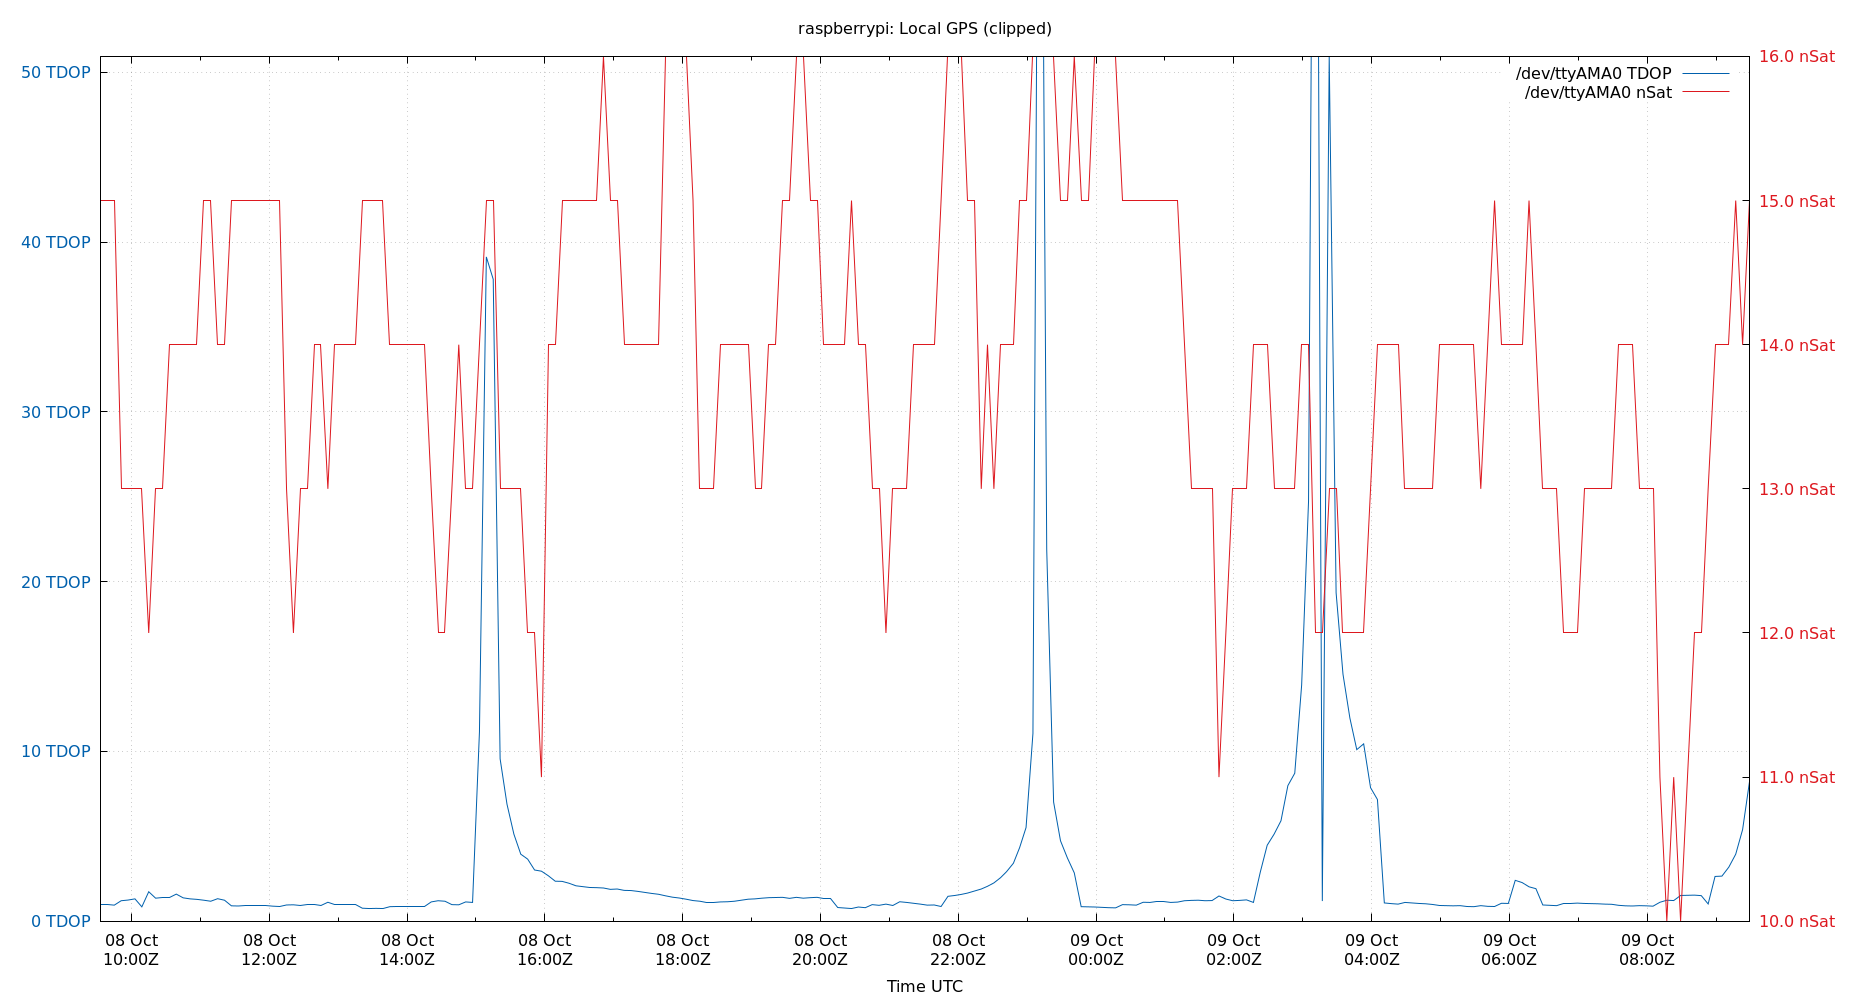 raspberrypi: Local GPS (clipped)
50 TDOP
40 TDOP
30 TDOP
20 TDOP
10 TDOP
0 TDOP
16.0 nSat
15.0 nSat
14.0 nSat
13.0 nSat
12.0 nSat
11.0 nSat
10.0 nSat
/dev/ttyAMA0 TDOP
/dev/ttyAMA0 nSat
08 Oct
10:00Z
08 Oct
12:00Z
08 Oct
14:00Z
08 Oct
16:00Z
08 Oct
18:00Z
08 Oct
20:00Z
08 Oct
22:00Z
09 Oct
00:00Z
09 Oct
02:00Z
09 Oct
04:00Z
09 Oct
06:00Z
09 Oct
08:00Z
Time UTC